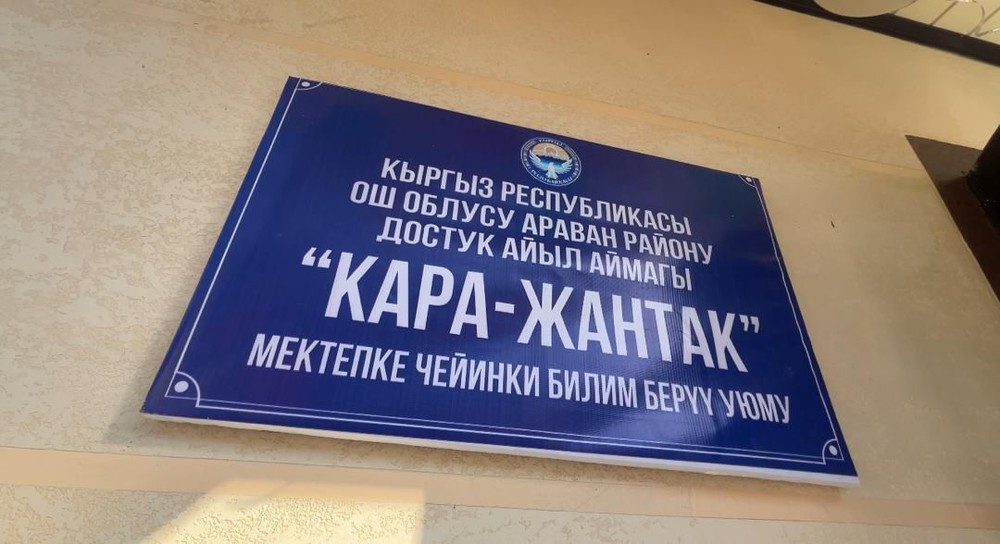 КЫРГЫЗ РЕСПУБЛИКАСЫ
ОШ ОБЛУСУ АРАВАН РАЙОНУ
ДОСТУК АЙЫЛ АЙМАГЫ
“КАРА-ЖАНТАК”
МЕКТЕПКЕ ЧЕЙИНКИ БИЛИМ БЕРҮҮ УЮМУ